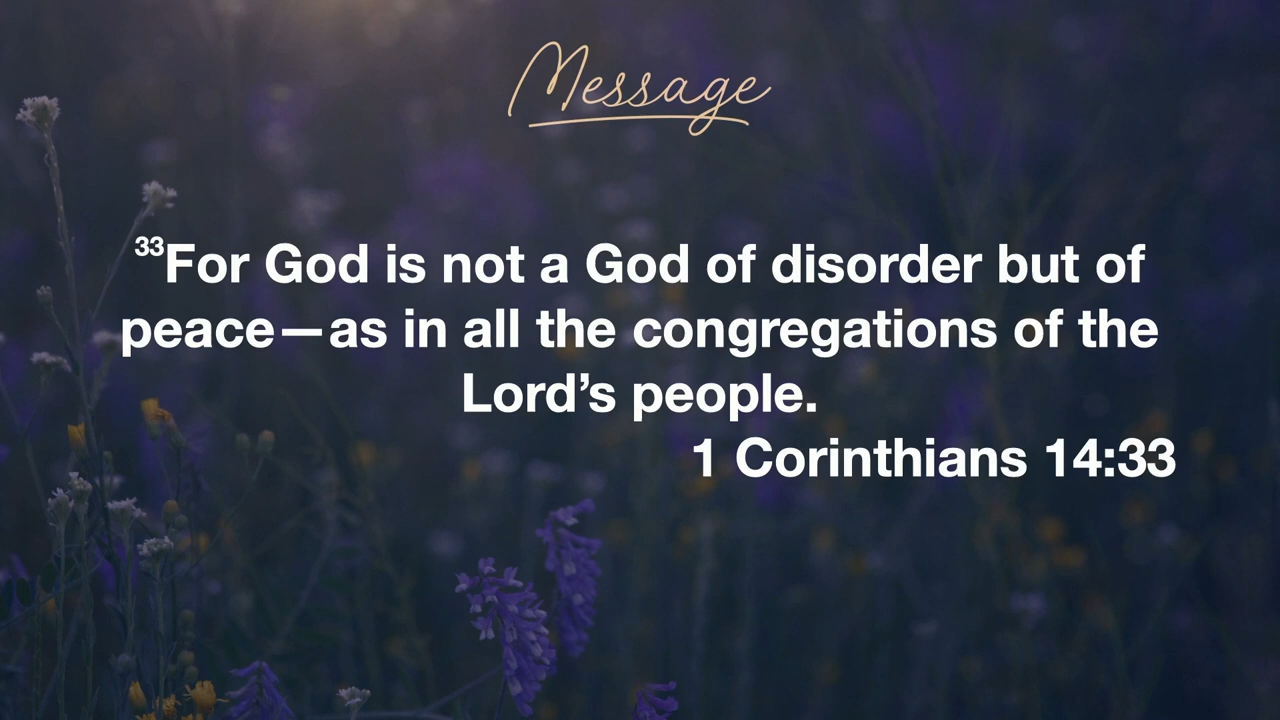 Message
³³For God is not a God of disorder but of
peace—as in all the congregations of the
Lord’s people.
1 Corinthians 14:33